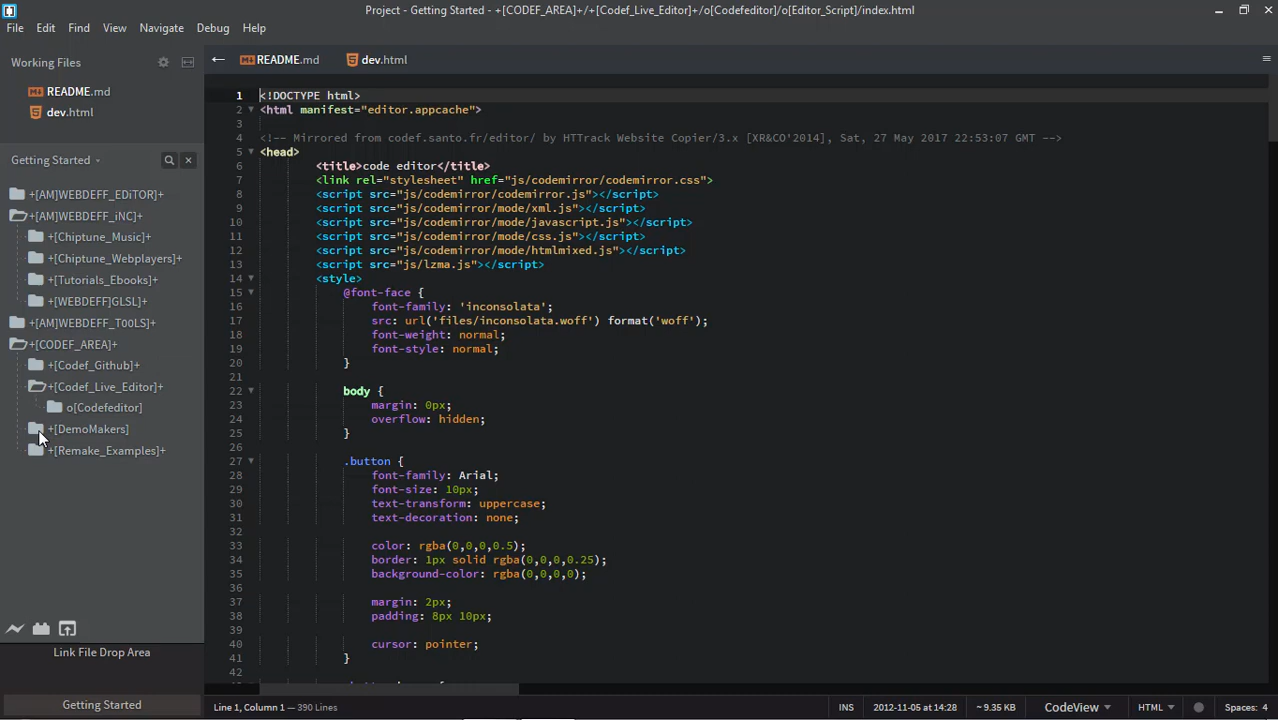 Project - Getting Started - +[CODEF_AREA]+/+[Codef_Live_Editor]+/o[Codefeditor]/o[Editor_Script]/index.html
File Edit Find View Navigate Debug Help
Working Files
README.md
dev.html
Getting Started
+[AM]WEBDEFF_EDiTOR]+
+[AM]WEBDEFF_iNC]+
+[Chiptune_Music]+
+[Chiptune_Webplayers]+
+[Tutorials_Ebooks]+
+[WEBDEFF]GLSL]+
+[AM]WEBDEFF_T00LS]+
+[CODEF_AREA]+
+[Codef_Github]+
+[Codef_Live_Editor]+
o[Codefeditor]
+[DemoMakers]
+[Remake_Examples]+
Link File Drop Area
Getting Started
README.md dev.html
1 <!DOCTYPE html>
2 <html manifest="editor.appcache">
3
4 <!-- Mirrored from codef.santo.fr/editor/ by HTTrack Website Copier/3.x [XR&CO'2014], Sat, 27 May 2017 22:53:07 GMT -->
5 <head>
6 <title>code editor</title>
7 <link rel="stylesheet" href="js/codemirror/codemirror.css">
8 <script src="js/codemirror/codemirror.js"></script>
9 <script src="js/codemirror/mode/xml.js"></script>
10 <script src="js/codemirror/mode/javascript.js"></script>
11 <script src="js/codemirror/mode/css.js"></script>
12 <script src="js/codemirror/mode/htmlmixed.js"></script>
13 <script src="js/lzma.js"></script>
14 <style>
15 @font-face {
16 font-family: 'inconsolata';
17 src: url('files/inconsolata.woff') format('woff');
18 font-weight: normal;
19 font-style: normal;
20 }
21
22 body {
23 margin: 0px;
24 overflow: hidden;
25 }
26
27 .button {
28 font-family: Arial;
29 font-size: 10px;
30 text-transform: uppercase;
31 text-decoration: none;
32
33 color: rgba(0,0,0,0.5);
34 border: 1px solid rgba(0,0,0,0.25);
35 background-color: rgba(0,0,0,0);
36
37 margin: 2px;
38 padding: 8px 10px;
39
40 cursor: pointer;
41 }
42
Line 1, Column 1 — 390 Lines INS 2012-11-05 at 14:28 ~ 9.35 KB CodeView HTML Spaces: 4